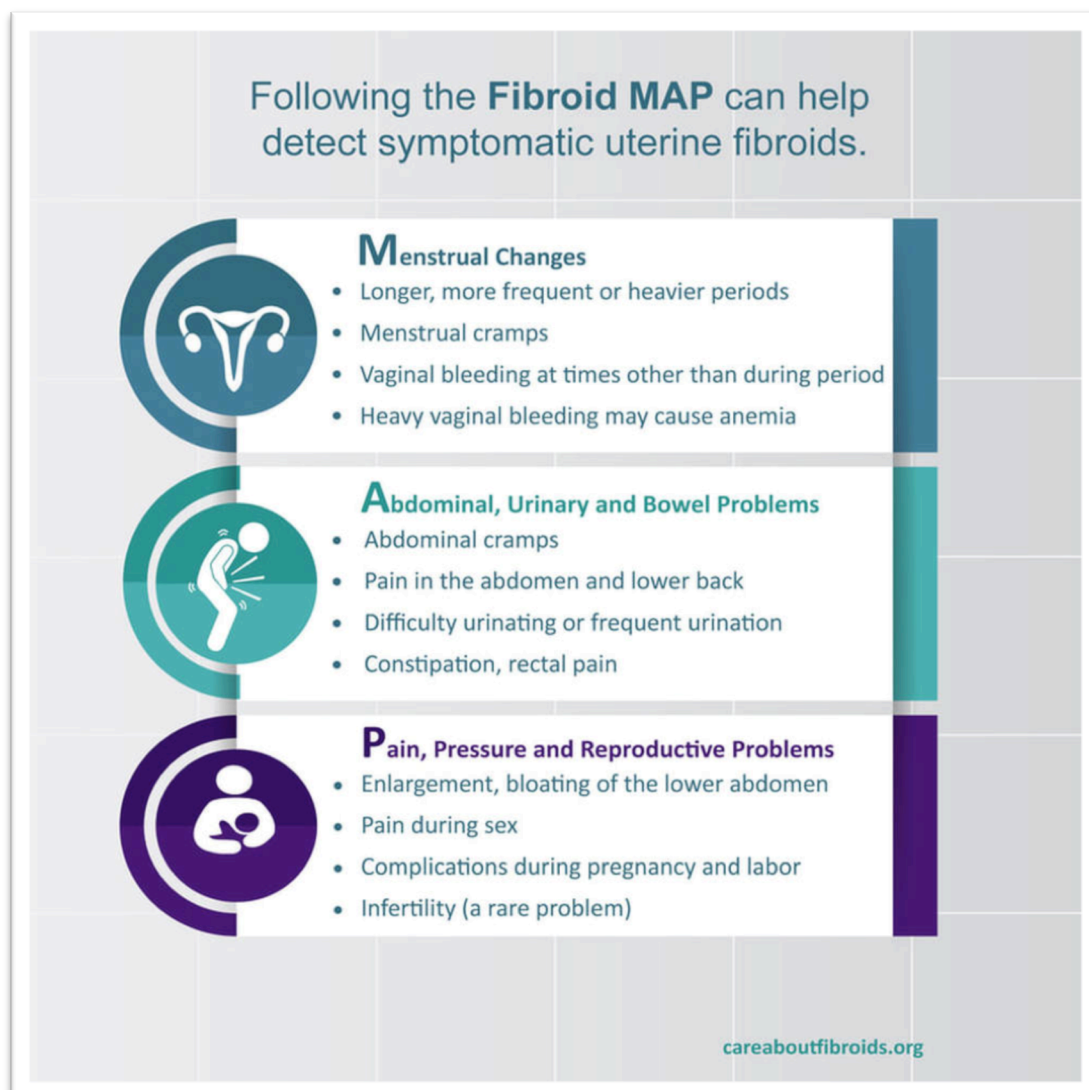 Following the Fibroid MAP can help
detect symptomatic uterine fibroids.
Menstrual Changes
• Longer, more frequent or heavier periods
• Menstrual cramps
• Vaginal bleeding at times other than during period
• Heavy vaginal bleeding may cause anemia
Abdominal, Urinary and Bowel Problems
• Abdominal cramps
• Pain in the abdomen and lower back
• Difficulty urinating or frequent urination
• Constipation, rectal pain
Pain, Pressure and Reproductive Problems
• Enlargement, bloating of the lower abdomen
• Pain during sex
• Complications during pregnancy and labor
• Infertility (a rare problem)
careaboutfibroids.org